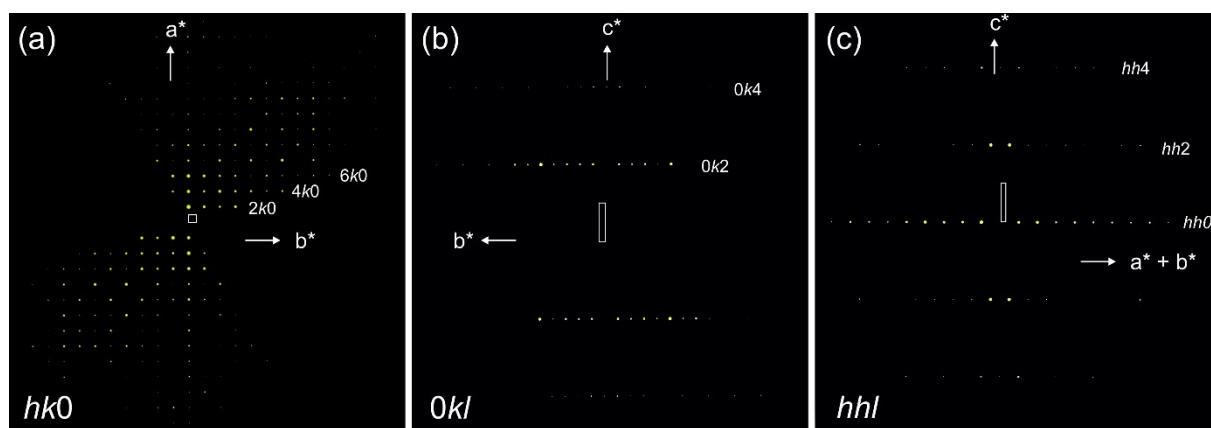 (a)
a*
6k0
4k0
2k0
b*
hk0
(b)
c*
0k4
0k2
b*
0kl
(c)
c*
hh4
hh2
hh0
a* + b*
hhl